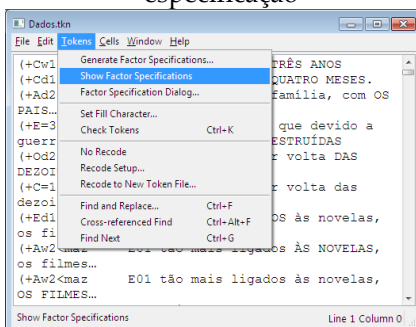 especificação
Dados.tkn
File Edit Tokens Cells Window Help
Generate Factor Specifications...
Show Factor Specifications
Factor Specification Dialog...
Set Fill Character...
Check Tokens Ctrl+K
No Recode
Recode Setup...
Recode to New Token File...
Find and Replace... Ctrl+F
Cross-referenced Find Ctrl+Alt+F
Find Next Ctrl+G
(+Cw1 TRÊS ANOS
(+Cd1 QUATRO MESES.
(+Ad2 família, com OS
PAIS…
(+E=3 que devido a
guerr ESTRUÍDAS
(+Od2 r volta DAS
DEZOI
(+C=1 r volta das
dezoi
(+Ed1 OS às novelas,
os fi
(+Aw2<maz E01 tão mais ligados ÀS NOVELAS,
os filmes…
(+Aw2<maz E01 tão mais ligados às novelas,
OS FILMES…
Show Factor Specifications Line 1 Column 0